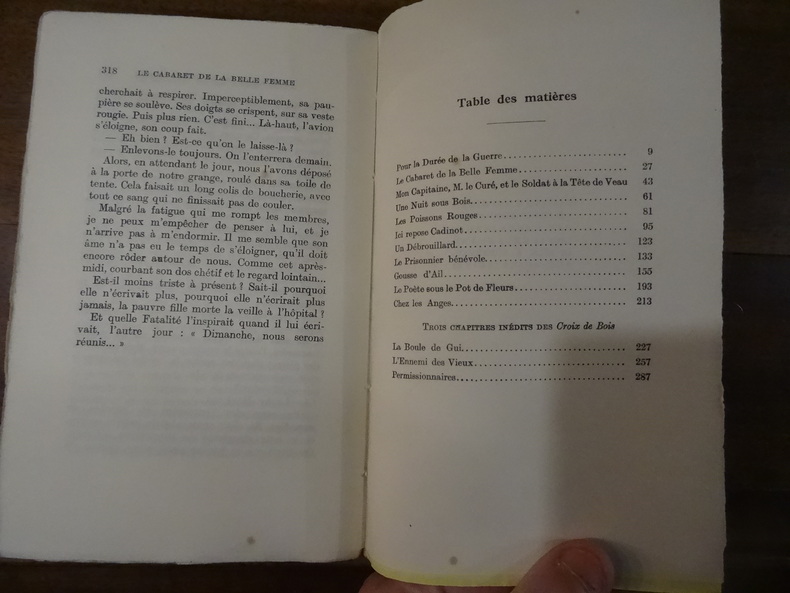 318 LE CABARET DE LA BELLE FEMME
cherchait à respirer. Imperceptiblement, sa pau-
pière se soulève. Ses doigts se crispent, sur sa veste
rougie. Puis plus rien. C'est fini... Là-haut, l'avion
s'éloigne, son coup fait.
— Eh bien ? Est-ce qu'on le laisse-là ?
— Enlevons-le toujours. On l'enterrera demain.
Alors, en attendant le jour, nous l'avons déposé
à la porte de notre grange, roulé dans sa toile de
tente. Cela faisait un long colis de boucherie, avec
tout ce sang qui ne finissait pas de couler.
Malgré la fatigue qui me rompt les membres,
je ne peux m'empêcher de penser à lui, et je
n'arrive pas à m'endormir. Il me semble que son
âme n'a pas eu le temps de s'éloigner, qu'il doit
encore rôder autour de nous. Comme cet après-
midi, courbant son dos chétif et le regard lointain...
Est-il moins triste à présent ? Sait-il pourquoi
elle n'écrivait plus, pourquoi elle n'écrirait plus
jamais, la pauvre fille morte la veille à l'hôpital ?
Et quelle Fatalité l'inspirait quand il lui écri-
vait, l'autre jour : « Dimanche, nous serons
réunis... »
Table des matières
Pour la Durée de la Guerre 9
Le Cabaret de la Belle Femme 27
Mon Capitaine, M. le Curé, et le Soldat à la Tête de Veau 43
Une Nuit sous Bois 61
Les Poissons Rouges 81
Ici repose Cadinot 95
Un Débrouillard 123
Le Prisonnier bénévole 133
Gousse d'Ail 155
Le Poète sous le Pot de Fleurs 193
Chez les Anges 213
TROIS CHAPITRES INÉDITS DES Croix de Bois
La Boule de Gui 227
L'Ennemi des Vieux 257
Permissionnaires 287